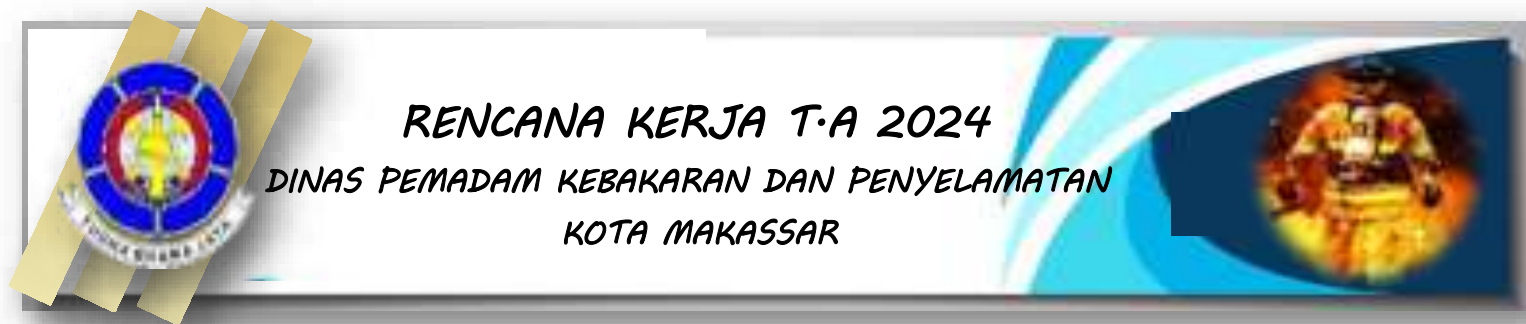 RENCANA KERJA T.A 2024
DINAS PEMADAM KEBAKARAN DAN PENYELAMATAN
KOTA MAKASSAR